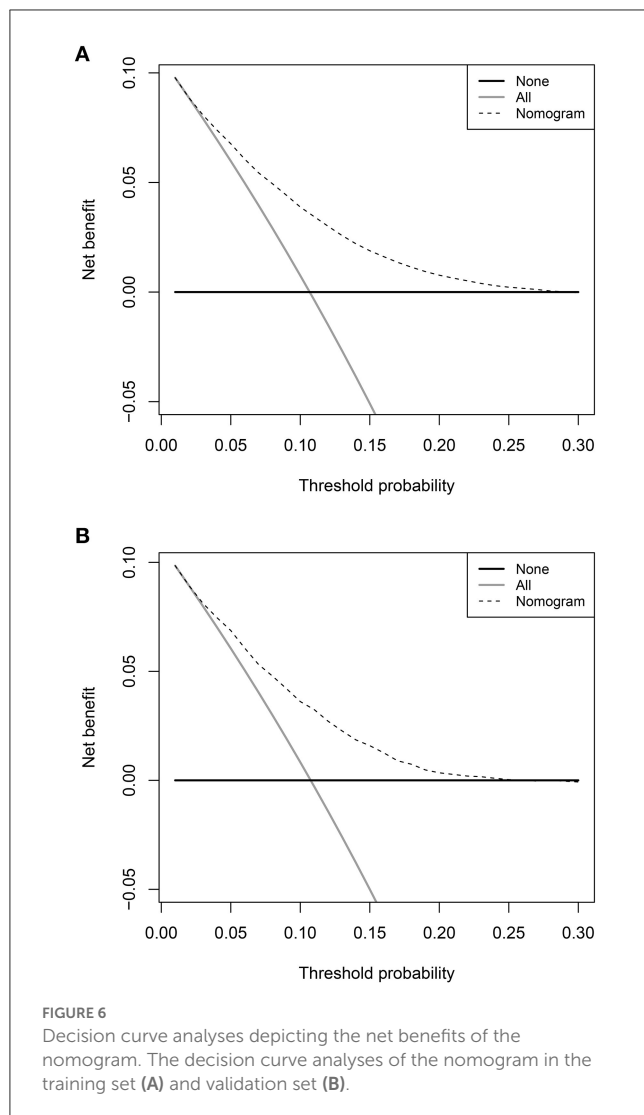 A
None
All
Nomogram
0.10
0.05
0.00
−0.05
Net benefit
0.00 0.05 0.10 0.15 0.20 0.25 0.30
Threshold probability
B
None
All
Nomogram
0.10
0.05
0.00
−0.05
Net benefit
0.00 0.05 0.10 0.15 0.20 0.25 0.30
Threshold probability
FIGURE 6
Decision curve analyses depicting the net benefits of the
nomogram. The decision curve analyses of the nomogram in the
training set (A) and validation set (B).